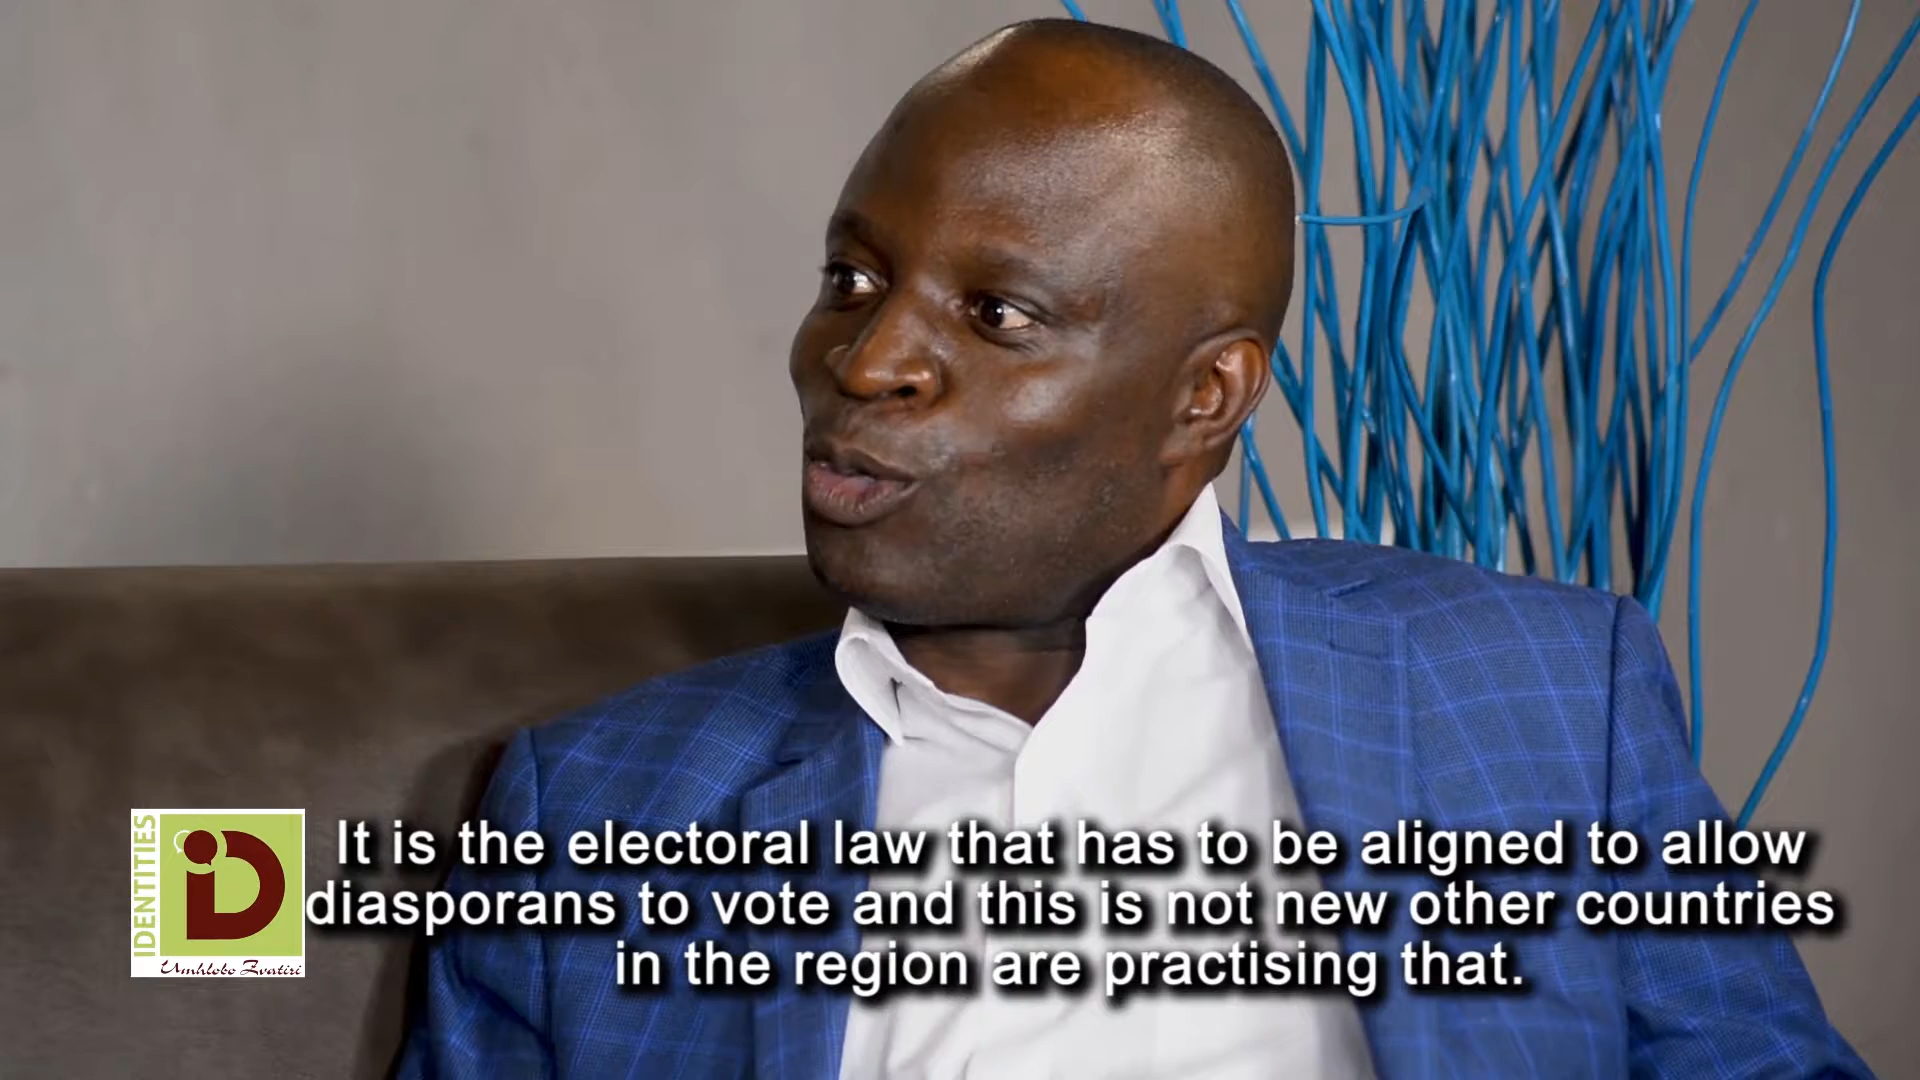 IDENTITIES
iD
Umhlobo Zvatiri
It is the electoral law that has to be aligned to allow
diasporans to vote and this is not new other countries
in the region are practising that.